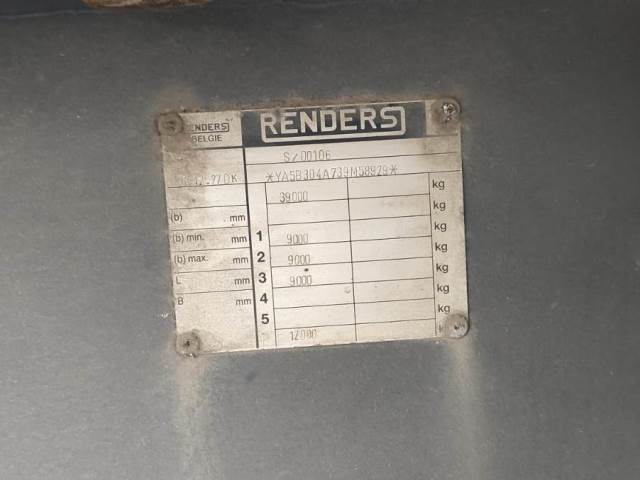 RENDERS
BELGIE
RENDERS
S/00106
*YA5B304A739M58929*
39000 kg
(b) mm kg
(b) min. mm 1 9000 kg
(b) max. mm 2 9000 kg
L mm 3 9000 kg
B mm 4 kg
5 kg
12000